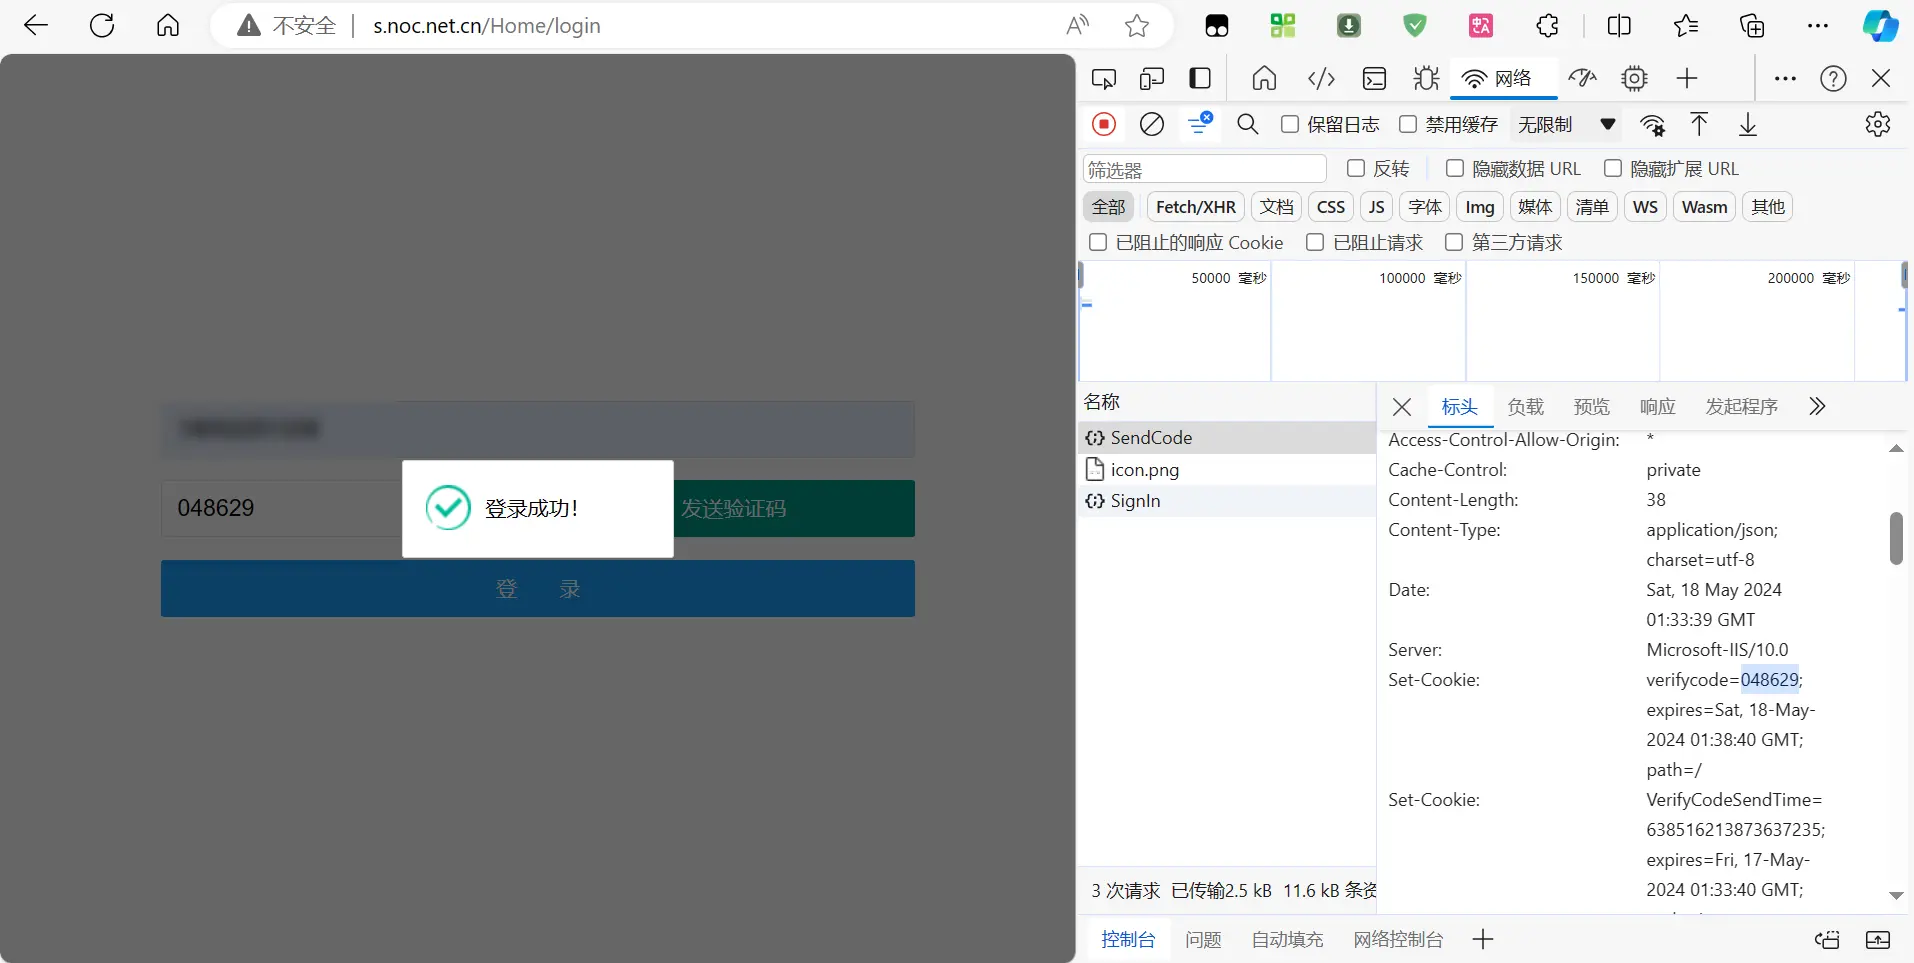 不安全 s.noc.net.cn/Home/login
网络
保留日志 禁用缓存 无限制
筛选器 反转 隐藏数据 URL 隐藏扩展 URL
全部 Fetch/XHR 文档 CSS JS 字体 Img 媒体 清单 WS Wasm 其他
已阻止的响应 Cookie 已阻止请求 第三方请求
50000 毫秒 100000 毫秒 150000 毫秒 200000 毫秒
名称
SendCode
icon.png
SignIn
3 次请求 已传输2.5 kB 11.6 kB 条
标头 负载 预览 响应 发起程序
Access-Control-Allow-Origin: *
Cache-Control: private
Content-Length: 38
Content-Type: application/json;
charset=utf-8
Date: Sat, 18 May 2024
01:33:39 GMT
Server: Microsoft-IIS/10.0
Set-Cookie: verifycode=048629;
expires=Sat, 18-May-
2024 01:38:40 GMT;
path=/
Set-Cookie: VerifyCodeSendTime=
638516213873637235;
expires=Fri, 17-May-
2024 01:33:40 GMT;
控制台 问题 自动填充 网络控制台
048629
登录成功!
发送验证码
登 录